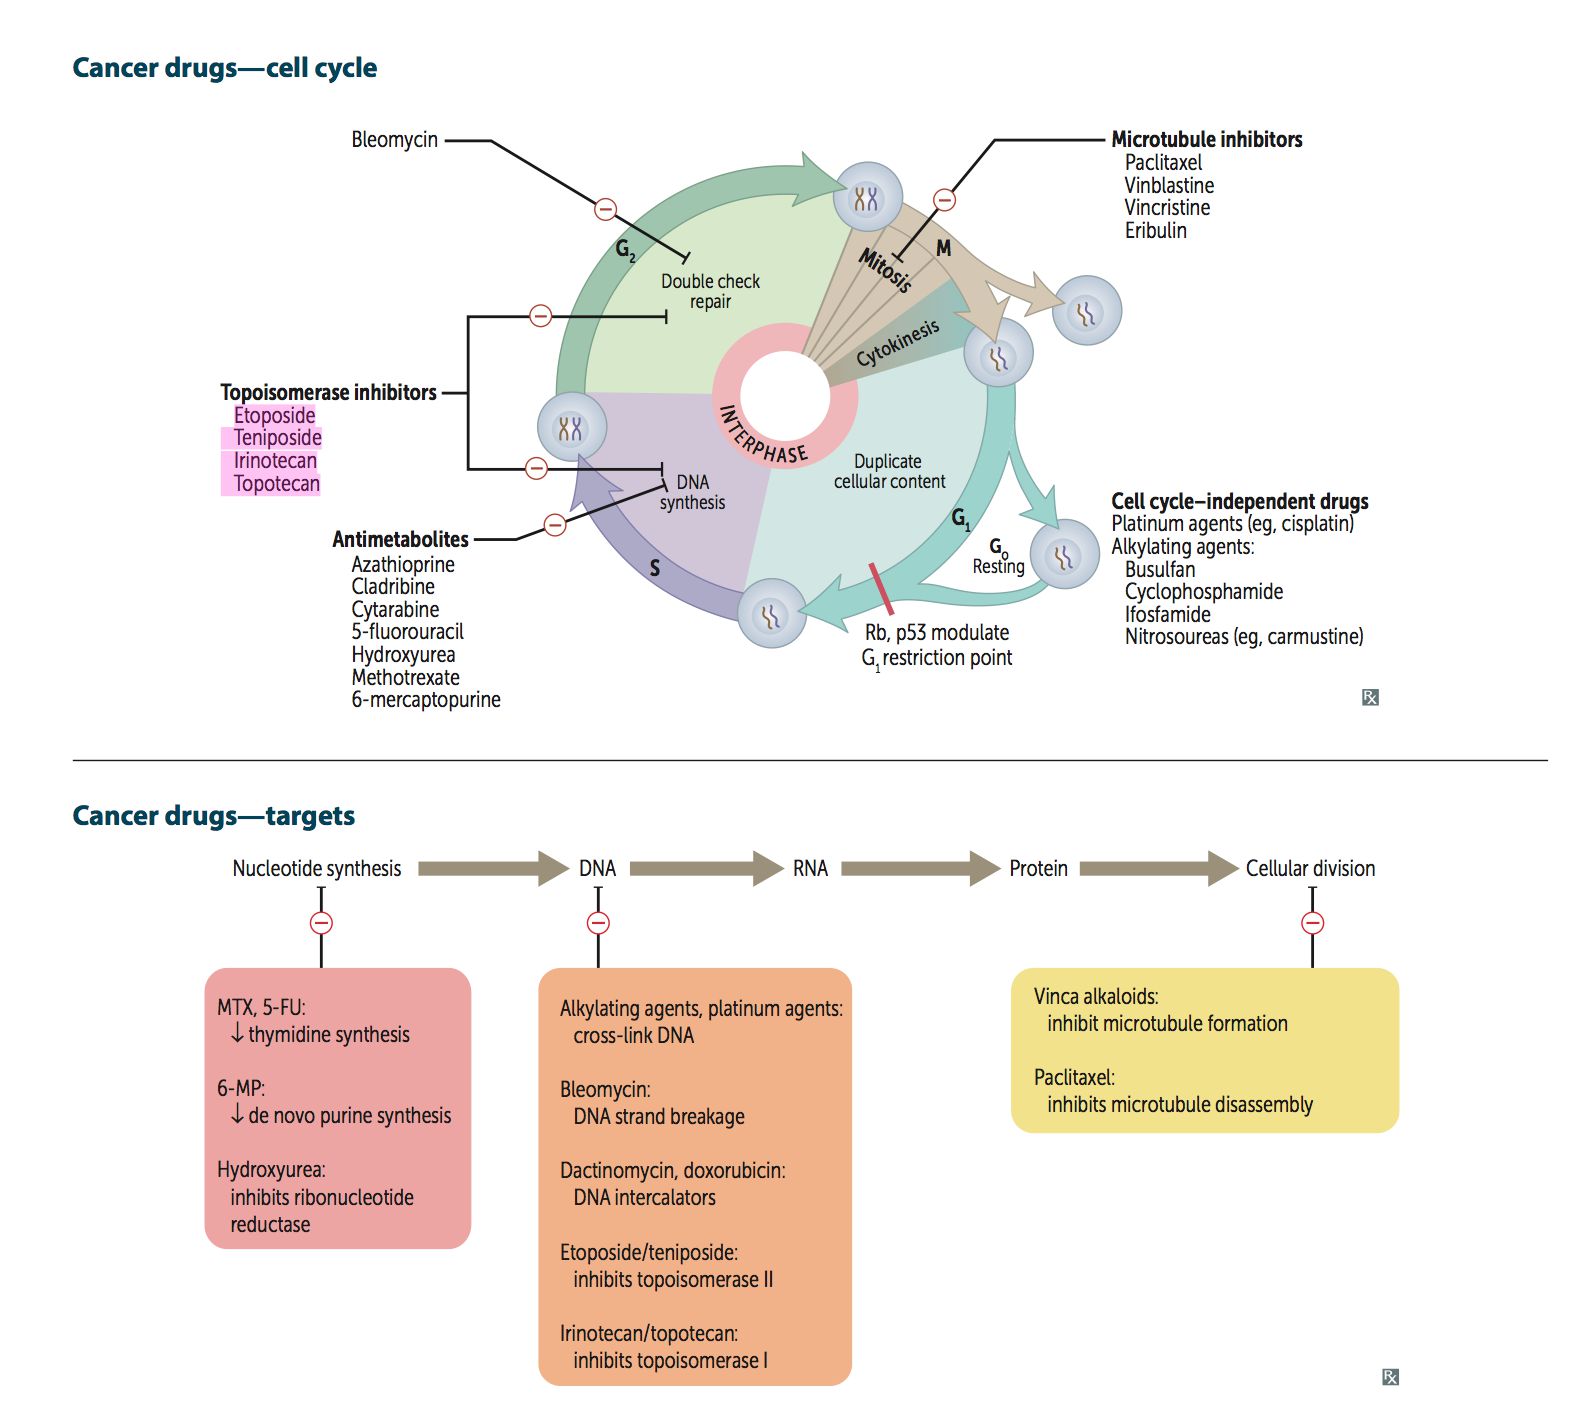 Cancer drugs—cell cycle
Bleomycin
Microtubule inhibitors
Paclitaxel
Vinblastine
Vincristine
Eribulin
G2
Double check
repair
Mitosis
M
Cytokinesis
Topoisomerase inhibitors
Etoposide
Teniposide
Irinotecan
Topotecan
INTERPHASE
DNA
synthesis
Duplicate
cellular content
G1
G0
Resting
S
Antimetabolites
Azathioprine
Cladribine
Cytarabine
5-fluorouracil
Hydroxyurea
Methotrexate
6-mercaptopurine
Rb, p53 modulate
G1 restriction point
Cell cycle–independent drugs
Platinum agents (eg, cisplatin)
Alkylating agents:
Busulfan
Cyclophosphamide
Ifosfamide
Nitrosoureas (eg, carmustine)
Rx
Cancer drugs—targets
Nucleotide synthesis
DNA
RNA
Protein
Cellular division
MTX, 5-FU:
↓ thymidine synthesis
6-MP:
↓ de novo purine synthesis
Hydroxyurea:
inhibits ribonucleotide
reductase
Alkylating agents, platinum agents:
cross-link DNA
Bleomycin:
DNA strand breakage
Dactinomycin, doxorubicin:
DNA intercalators
Etoposide/teniposide:
inhibits topoisomerase II
Irinotecan/topotecan:
inhibits topoisomerase I
Vinca alkaloids:
inhibit microtubule formation
Paclitaxel:
inhibits microtubule disassembly
Rx